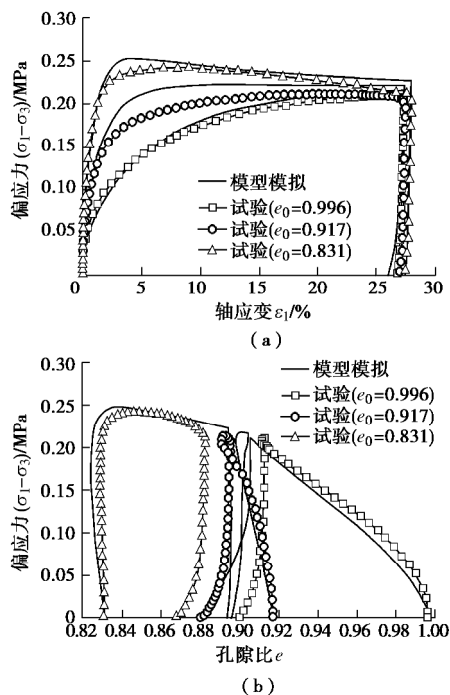 0.30
0.25
0.20
0.15
0.10
0.05
偏应力(σ₁−σ₃)/MPa
模型模拟
试验(e₀=0.996)
试验(e₀=0.917)
试验(e₀=0.831)
0 5 10 15 20 25 30
轴应变ε₁/%
(a)
0.30
0.25
0.20
0.15
0.10
0.05
0
偏应力(σ₁−σ₃)/MPa
模型模拟
试验(e₀=0.996)
试验(e₀=0.917)
试验(e₀=0.831)
0.82 0.84 0.86 0.88 0.90 0.92 0.94 0.96 0.98 1.00
孔隙比e
(b)